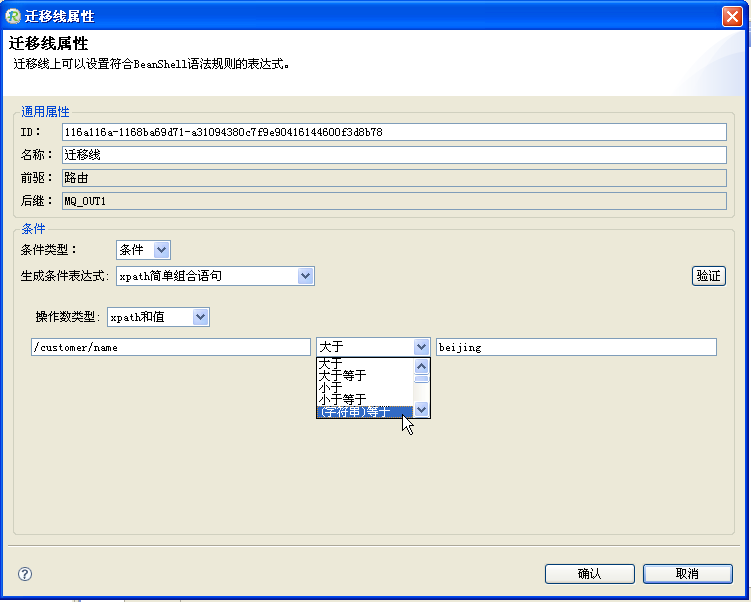 迁移线属性
迁移线属性
迁移线上可以设置符合BeanShell语法规则的表达式。
通用属性
ID： 116a116a-1168ba69d71-a31094380c7f9e90416144600f3d8b78
名称： 迁移线
前驱： 路由
后继： MQ_OUT1
条件
条件类型： 条件
生成条件表达式: xpath简单组合语句 验证
操作数类型: xpath和值
/customer/name 大于 beijing
大于
大于等于
小于
小于等于
(字符串)等于
确认 取消